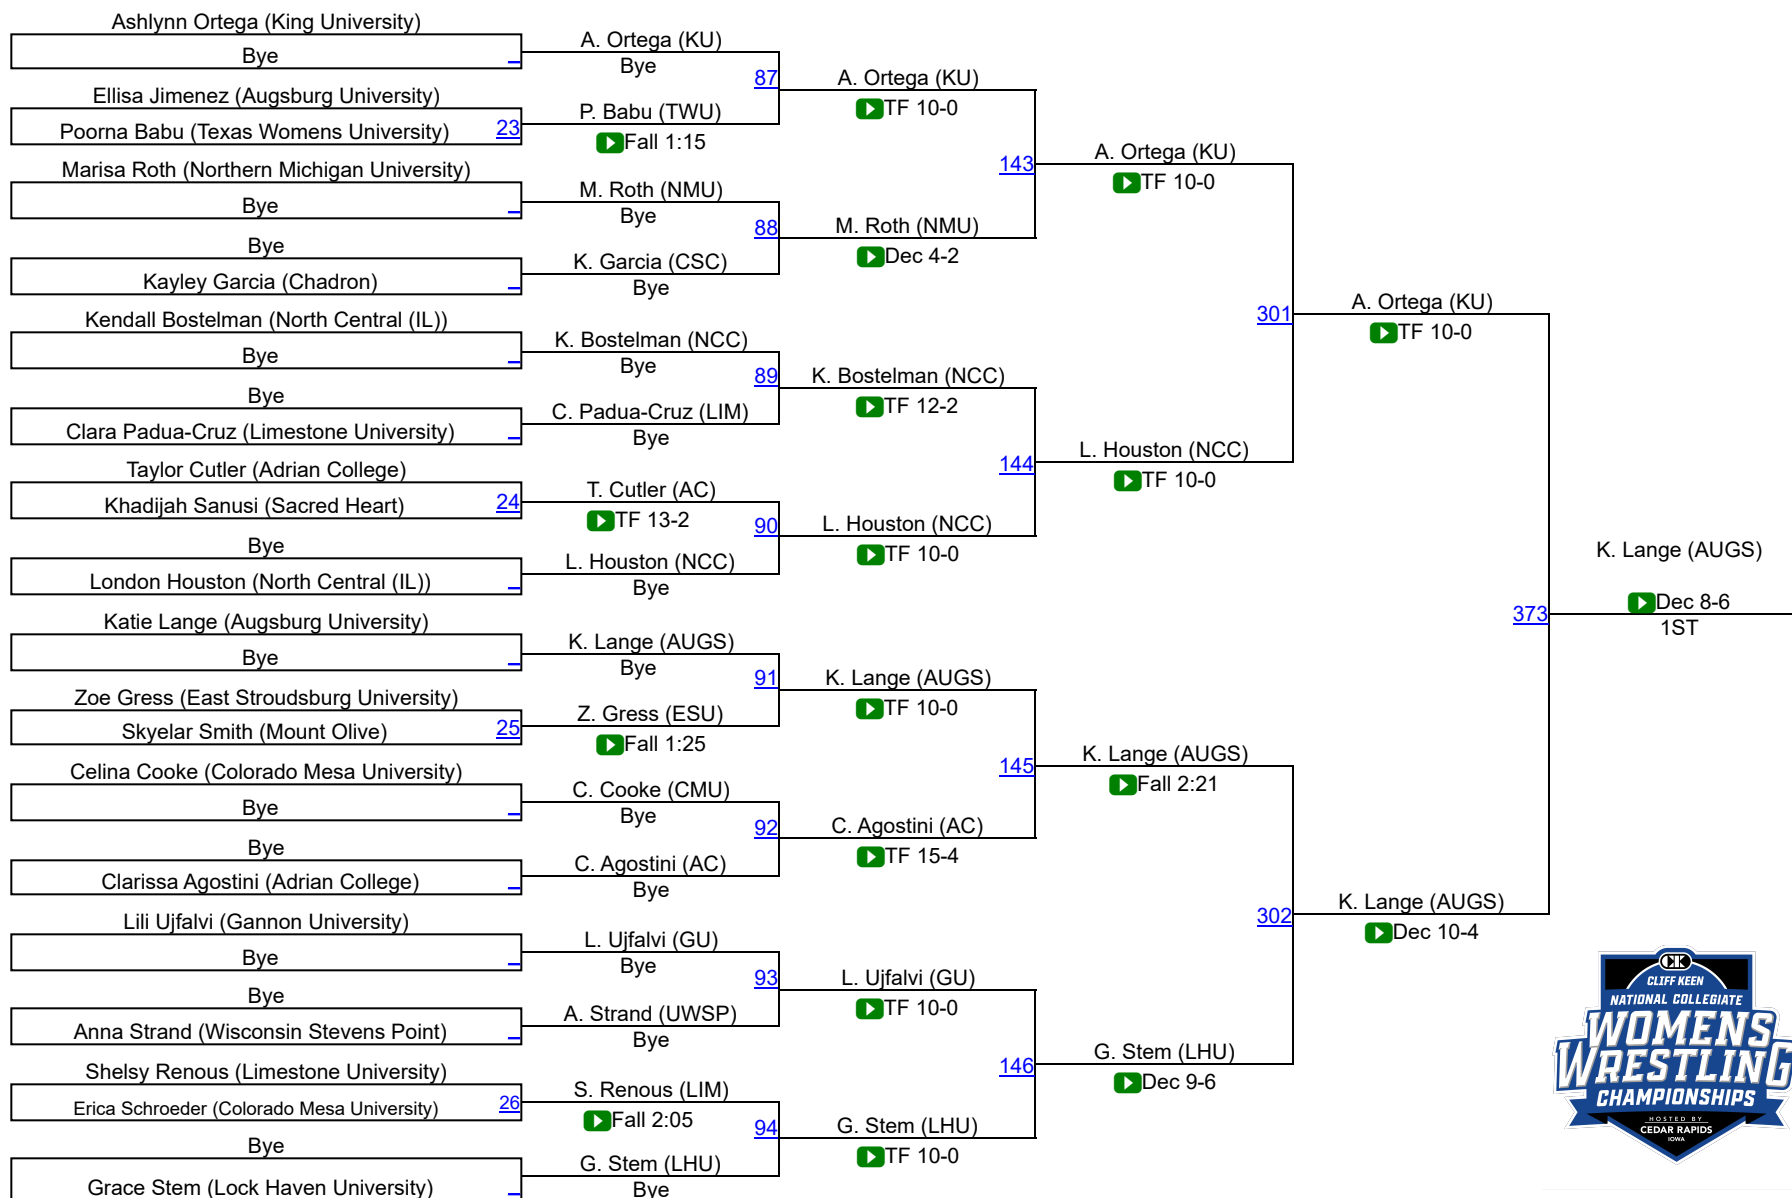 Ashlynn Ortega (King University)
Bye
Ellisa Jimenez (Augsburg University)
Poorna Babu (Texas Womens University) 23
Marisa Roth (Northern Michigan University)
Bye
Bye
Kayley Garcia (Chadron)
Kendall Bostelman (North Central (IL))
Bye
Bye
Clara Padua-Cruz (Limestone University)
Taylor Cutler (Adrian College)
Khadijah Sanusi (Sacred Heart) 24
Bye
London Houston (North Central (IL))
Katie Lange (Augsburg University)
Bye
Zoe Gress (East Stroudsburg University)
Skyelar Smith (Mount Olive) 25
Celina Cooke (Colorado Mesa University)
Bye
Bye
Clarissa Agostini (Adrian College)
Lili Ujfalvi (Gannon University)
Bye
Bye
Anna Strand (Wisconsin Stevens Point)
Shelsy Renous (Limestone University)
Erica Schroeder (Colorado Mesa University) 26
Bye
Grace Stem (Lock Haven University)
A. Ortega (KU)
Bye
87
P. Babu (TWU)
Fall 1:15
M. Roth (NMU)
Bye
88
K. Garcia (CSC)
Bye
K. Bostelman (NCC)
Bye
89
C. Padua-Cruz (LIM)
Bye
T. Cutler (AC)
TF 13-2
90
L. Houston (NCC)
Bye
K. Lange (AUGS)
Bye
91
Z. Gress (ESU)
Fall 1:25
C. Cooke (CMU)
Bye
92
C. Agostini (AC)
Bye
L. Ujfalvi (GU)
Bye
93
A. Strand (UWSP)
Bye
S. Renous (LIM)
Fall 2:05
94
G. Stem (LHU)
Bye
A. Ortega (KU)
TF 10-0
143
M. Roth (NMU)
Dec 4-2
K. Bostelman (NCC)
TF 12-2
144
L. Houston (NCC)
TF 10-0
K. Lange (AUGS)
TF 10-0
145
C. Agostini (AC)
TF 15-4
L. Ujfalvi (GU)
TF 10-0
146
G. Stem (LHU)
TF 10-0
A. Ortega (KU)
TF 10-0
301
L. Houston (NCC)
TF 10-0
K. Lange (AUGS)
Fall 2:21
302
G. Stem (LHU)
Dec 9-6
A. Ortega (KU)
TF 10-0
373
K. Lange (AUGS)
Dec 10-4
K. Lange (AUGS)
Dec 8-6
1ST
CK
CLIFF KEEN
NATIONAL COLLEGIATE
WOMENS
WRESTLING
CHAMPIONSHIPS
HOSTED BY
CEDAR RAPIDS
IOWA